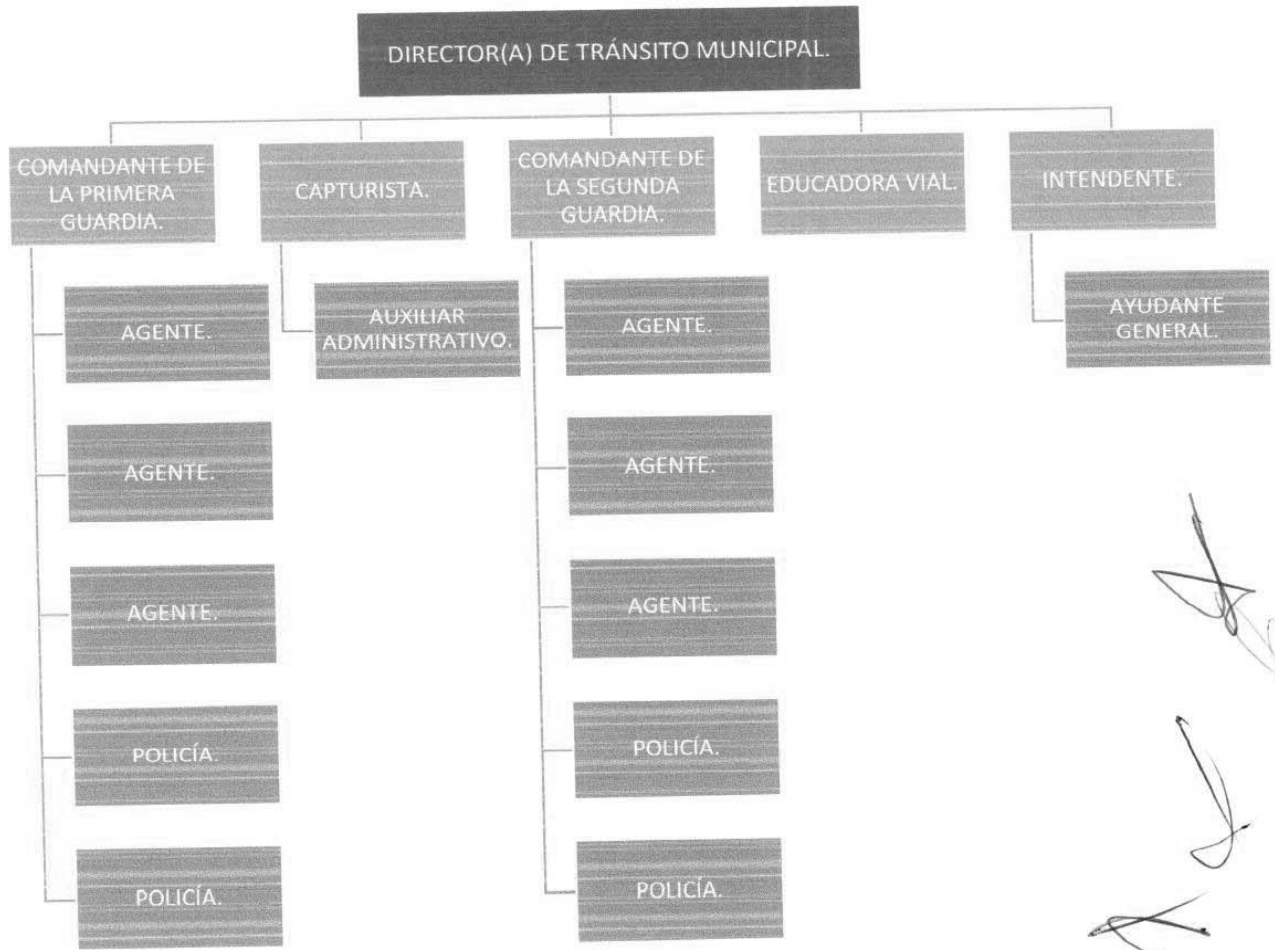 DIRECTOR(A) DE TRÁNSITO MUNICIPAL.
COMANDANTE DE
LA PRIMERA
GUARDIA.
CAPTURISTA.
COMANDANTE DE
LA SEGUNDA
GUARDIA.
EDUCADORA VIAL.
INTENDENTE.
AGENTE.
AUXILIAR
ADMINISTRATIVO.
AGENTE.
AYUDANTE
GENERAL.
AGENTE.
AGENTE.
AGENTE.
AGENTE.
POLICÍA.
POLICÍA.
POLICÍA.
POLICÍA.